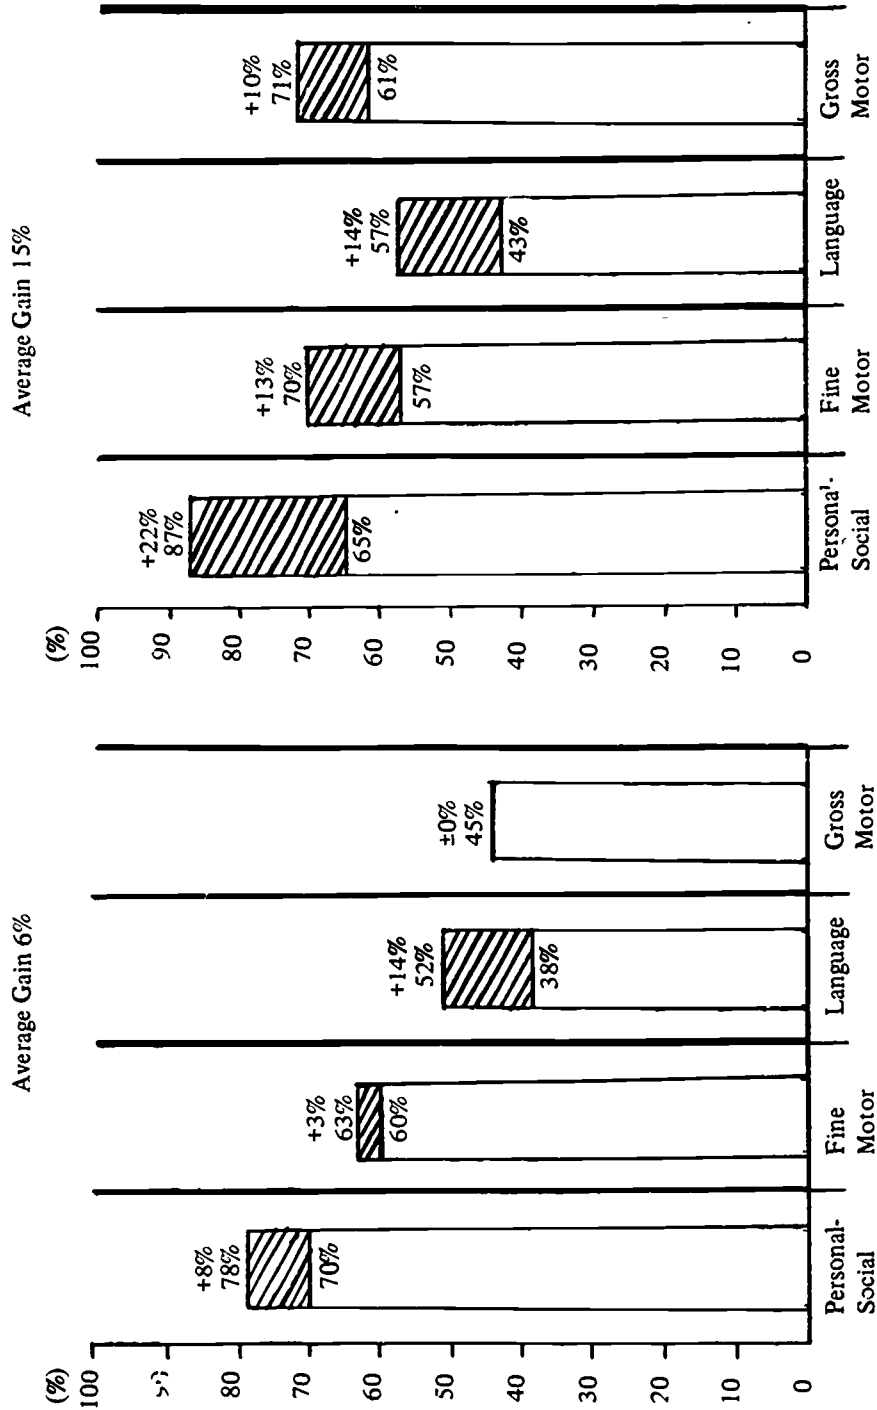 Average Gain 6%
(%)
100
80
70
60
50
40
30
20
10
0
+8%
78%
70%
+3%
63%
60%
+14%
52%
38%
±0%
45%
Personal-
Social
Fine
Motor
Language
Gross
Motor
Average Gain 15%
(%)
100
90
80
70
60
50
40
30
20
10
0
+22%
87%
65%
+13%
70%
57%
+14%
57%
43%
+10%
71%
61%
Personal-
Social
Fine
Motor
Language
Gross
Motor